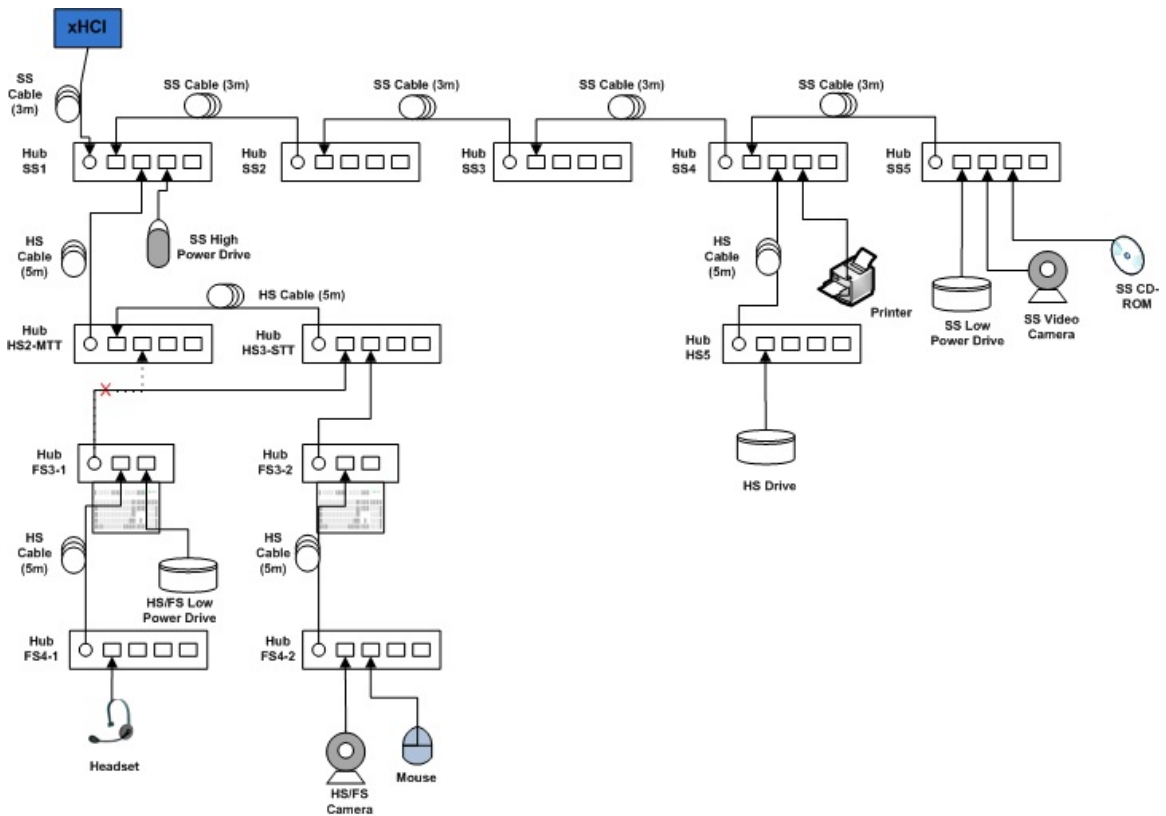 xHCI
SS
Cable
(3m)
SS Cable (3m)
SS Cable (3m)
SS Cable (3m)
SS Cable (3m)
Hub
SS1
Hub
SS2
Hub
SS3
Hub
SS4
Hub
SS5
HS
Cable
(5m)
SS High
Power Drive
HS
Cable
(5m)
Printer
SS Low
Power Drive
SS Video
Camera
SS CD-
ROM
HS Cable (5m)
Hub
HS2-MTT
Hub
HS3-STT
Hub
HS5
Hub
FS3-1
Hub
FS3-2
HS Drive
HS
Cable
(5m)
HS
Cable
(5m)
HS/FS Low
Power Drive
Hub
FS4-1
Hub
FS4-2
Headset
HS/FS
Camera
Mouse